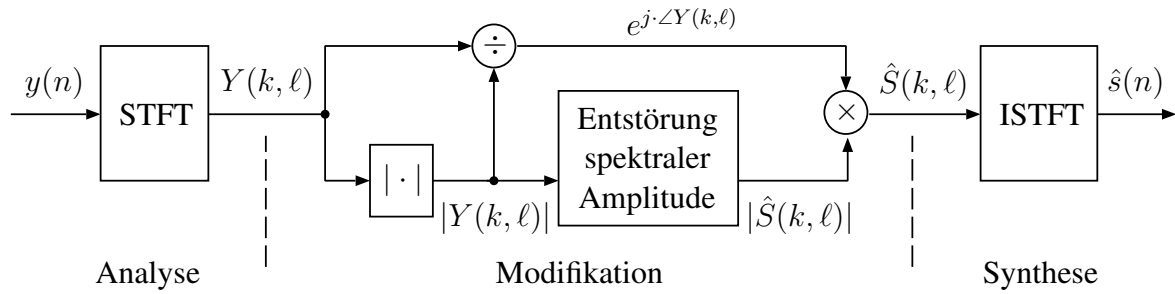 y(n)
STFT
Y(k, ℓ)
÷
e^{j·∠Y(k,ℓ)}
| · |
|Y(k, ℓ)|
Entstörung
spektraler
Amplitude
|Ŝ(k, ℓ)|
×
Ŝ(k, ℓ)
ISTFT
ŝ(n)
Analyse
Modifikation
Synthese